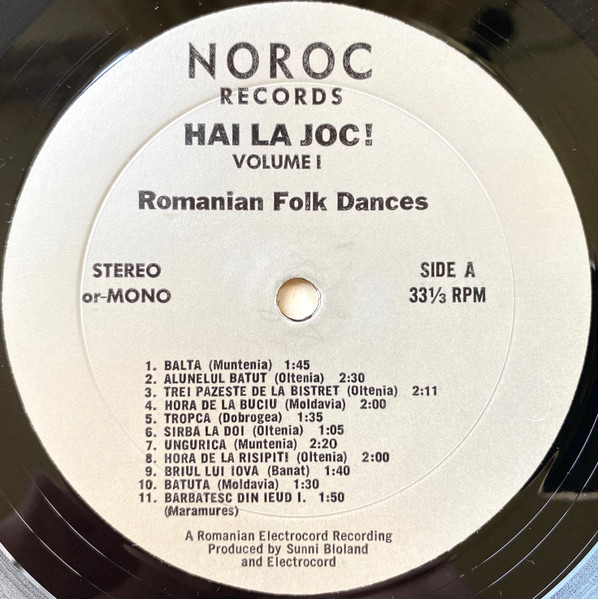 NOROC
RECORDS
HAI LA JOC!
VOLUME I
Romanian Folk Dances
STEREO
or-MONO
SIDE A
33⅓ RPM
1. BALTA (Muntenia) 1:45
2. ALUNELUL BATUT (Oltenia) 2:30
3. TREI PAZESTE DE LA BISTRET (Oltenia) 2:11
4. HORA DE LA BUCIU (Moldavia) 2:00
5. TROPCA (Dobrogea) 1:35
6. SIRBA LA DOI (Oltenia) 1:05
7. UNGURICA (Muntenia) 2:20
8. HORA DE LA RISIPITI (Oltenia) 2:00
9. BRIUL LUI IOVA (Banat) 1:40
10. BATUTA (Moldavia) 1:30
11. BARBATESC DIN IEUD I. 1:50
(Maramures)
A Romanian Electrocord Recording
Produced by Sunni Bloland
and Electrocord